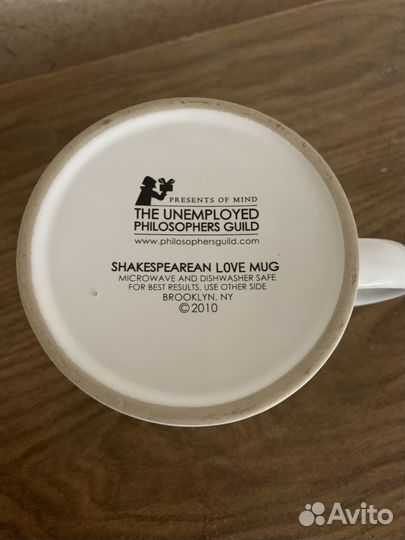 PRESENTS OF MIND
THE UNEMPLOYED
PHILOSOPHERS GUILD
www.philosophersguild.com
SHAKESPEAREAN LOVE MUG
MICROWAVE AND DISHWASHER SAFE
FOR BEST RESULTS, USE OTHER SIDE
BROOKLYN, NY
© 2010
Avito